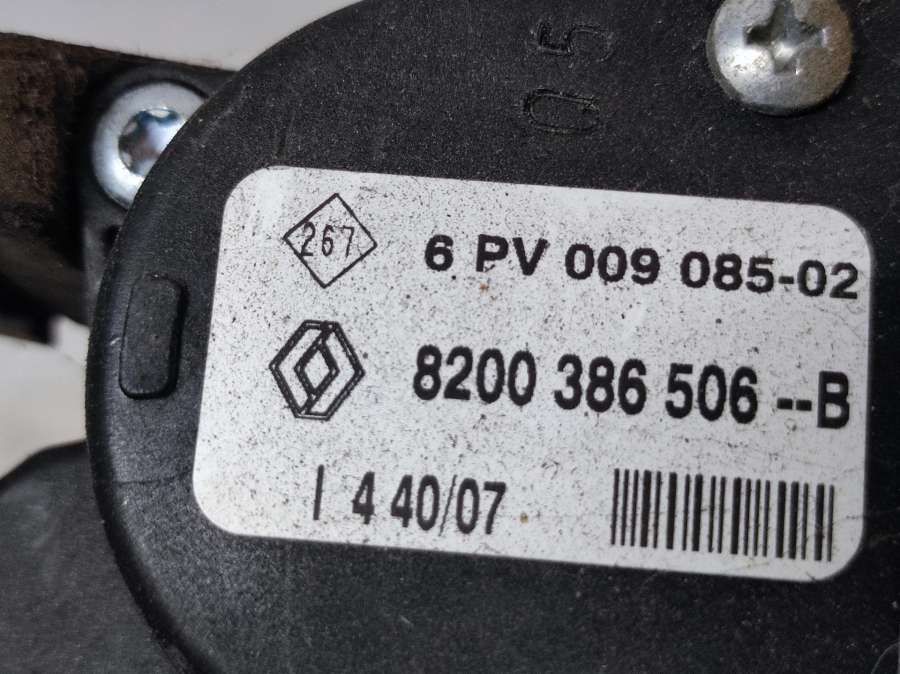 05
267
6 PV 009 085-02
8200 386 506 --B
I 4 40/07